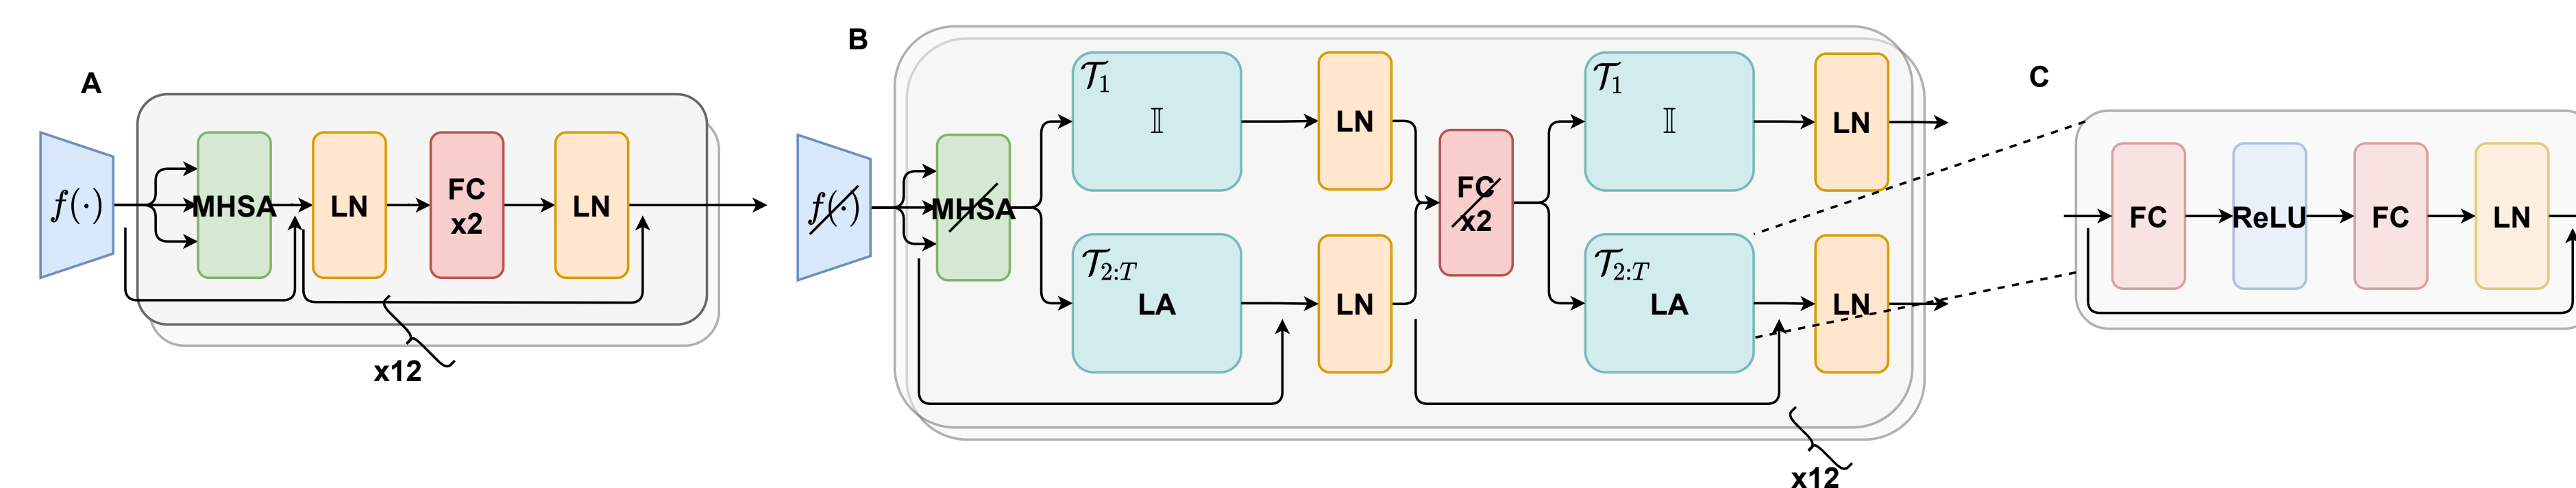 A
f(·)
MHSA
LN
FC
x2
LN
x12
B
f(·)
MHSA
𝒯₁
𝕀
LN
𝒯₂:T
LA
LN
FC
x2
𝒯₁
𝕀
LN
𝒯₂:T
LA
LN
x12
C
FC
ReLU
FC
LN